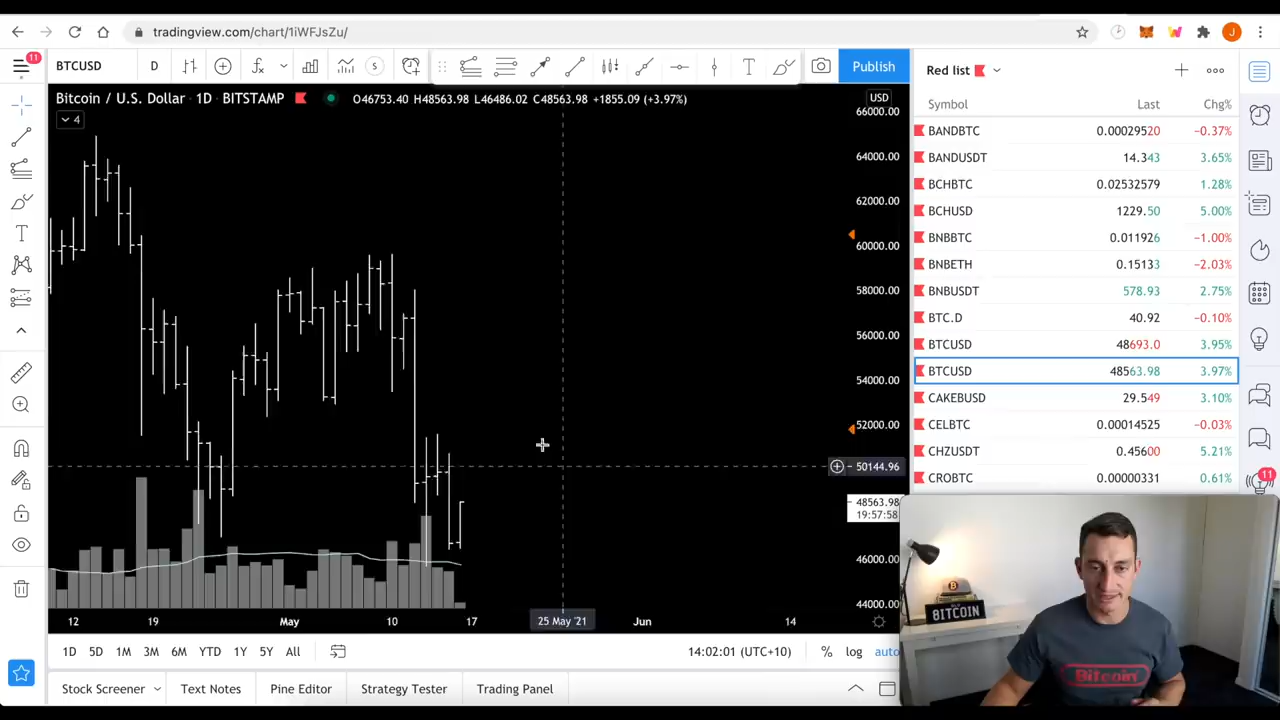 tradingview.com/chart/1iWFJsZu/
J
11
BTCUSD
D
S
T
Publish
Red list
Bitcoin / U.S. Dollar · 1D · BITSTAMP
O46753.40 H48563.98 L46486.02 C48563.98 +1855.09 (+3.97%)
USD
4
66000.00
64000.00
62000.00
60000.00
58000.00
56000.00
54000.00
52000.00
50144.96
48563.98
19:57:58
46000.00
44000.00
Symbol Last Chg%
BANDBTC 0.00029520 −0.37%
BANDUSDT 14.343 3.65%
BCHBTC 0.02532579 1.28%
BCHUSD 1229.50 5.00%
BNBBTC 0.011926 −1.00%
BNBETH 0.15133 −2.03%
BNBUSDT 578.93 2.75%
BTC.D 40.92 −0.10%
BTCUSD 48693.0 3.95%
BTCUSD 48563.98 3.97%
CAKEBUSD 29.549 3.10%
CELBTC 0.00014525 −0.03%
CHZUSDT 0.45600 5.21%
CROBTC 0.00000331 0.61%
11
12 19 May 10 17 25 May '21 Jun 14
1D 5D 1M 3M 6M YTD 1Y 5Y All
14:02:01 (UTC+10) % log auto
Stock Screener Text Notes Pine Editor Strategy Tester Trading Panel
BITCOIN
Bitcoin